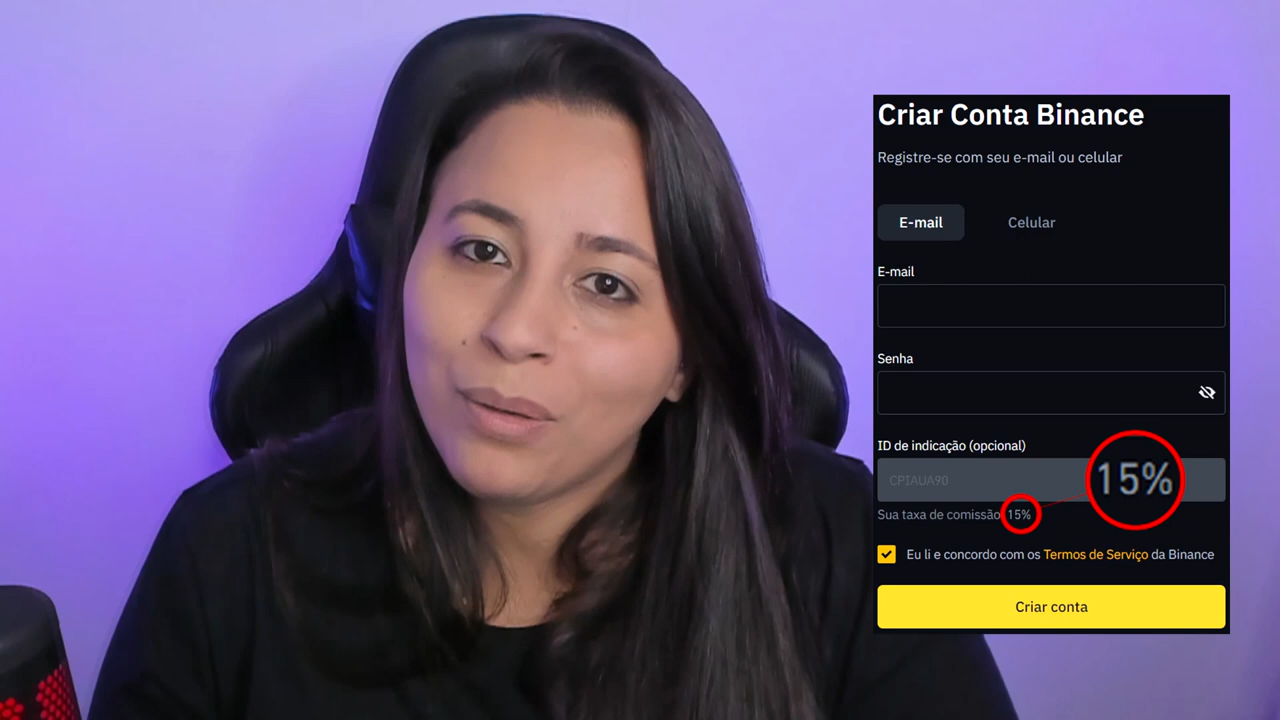 Criar Conta Binance
Registre-se com seu e-mail ou celular
E-mail Celular
E-mail
Senha
ID de indicação (opcional)
CPIAUA90
15%
Sua taxa de comissão 15%
Eu li e concordo com os Termos de Serviço da Binance
Criar conta